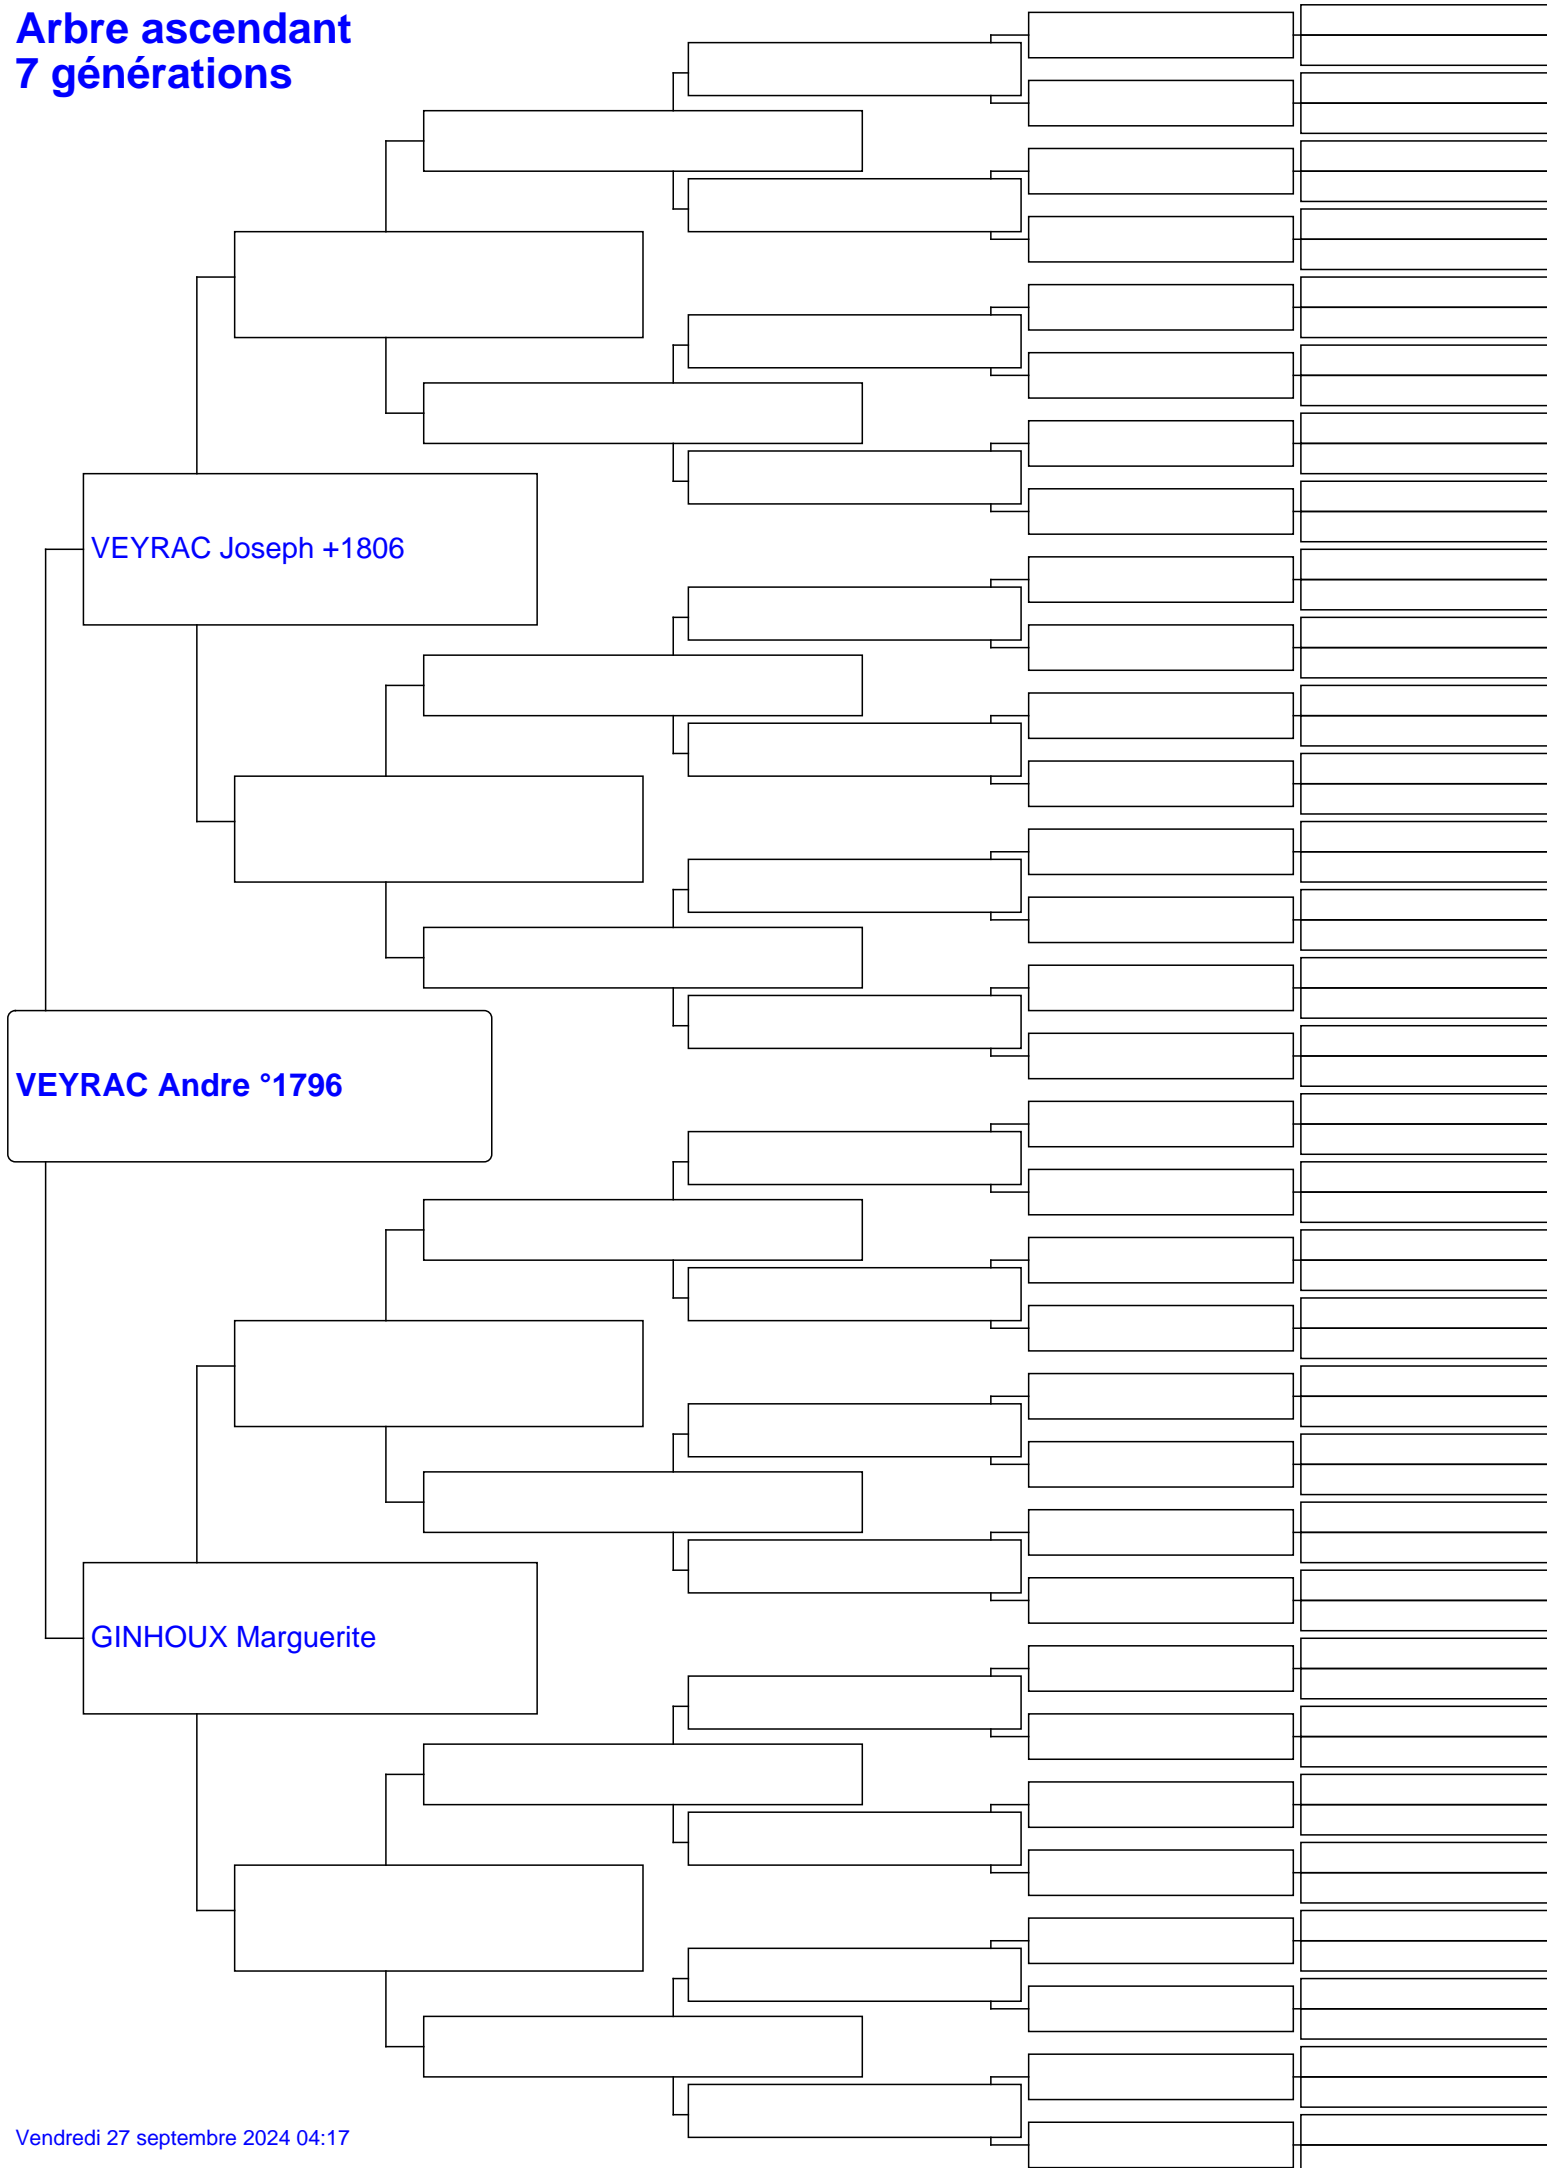 Arbre ascendant
7 générations
VEYRAC Joseph +1806
VEYRAC Andre °1796
GINHOUX Marguerite
Vendredi 27 septembre 2024 04:17